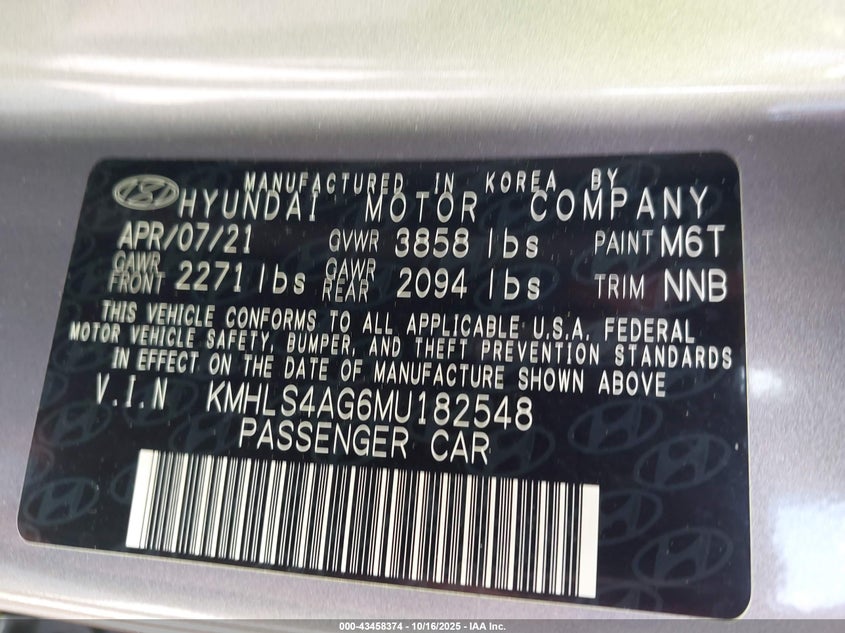 MANUFACTURED IN KOREA BY
HYUNDAI MOTOR COMPANY
APR/07/21 GVWR 3858 lbs PAINT M6T
GAWR FRONT 2271 lbs GAWR REAR 2094 lbs TRIM NNB
THIS VEHICLE CONFORMS TO ALL APPLICABLE U.S.A. FEDERAL
MOTOR VEHICLE SAFETY, BUMPER, AND THEFT PREVENTION STANDARDS
IN EFFECT ON THE DATE OF MANUFACTURE SHOWN ABOVE
V.I.N KMHLS4AG6MU182548
PASSENGER CAR
000-43458374 - 10/16/2025 - IAA Inc.